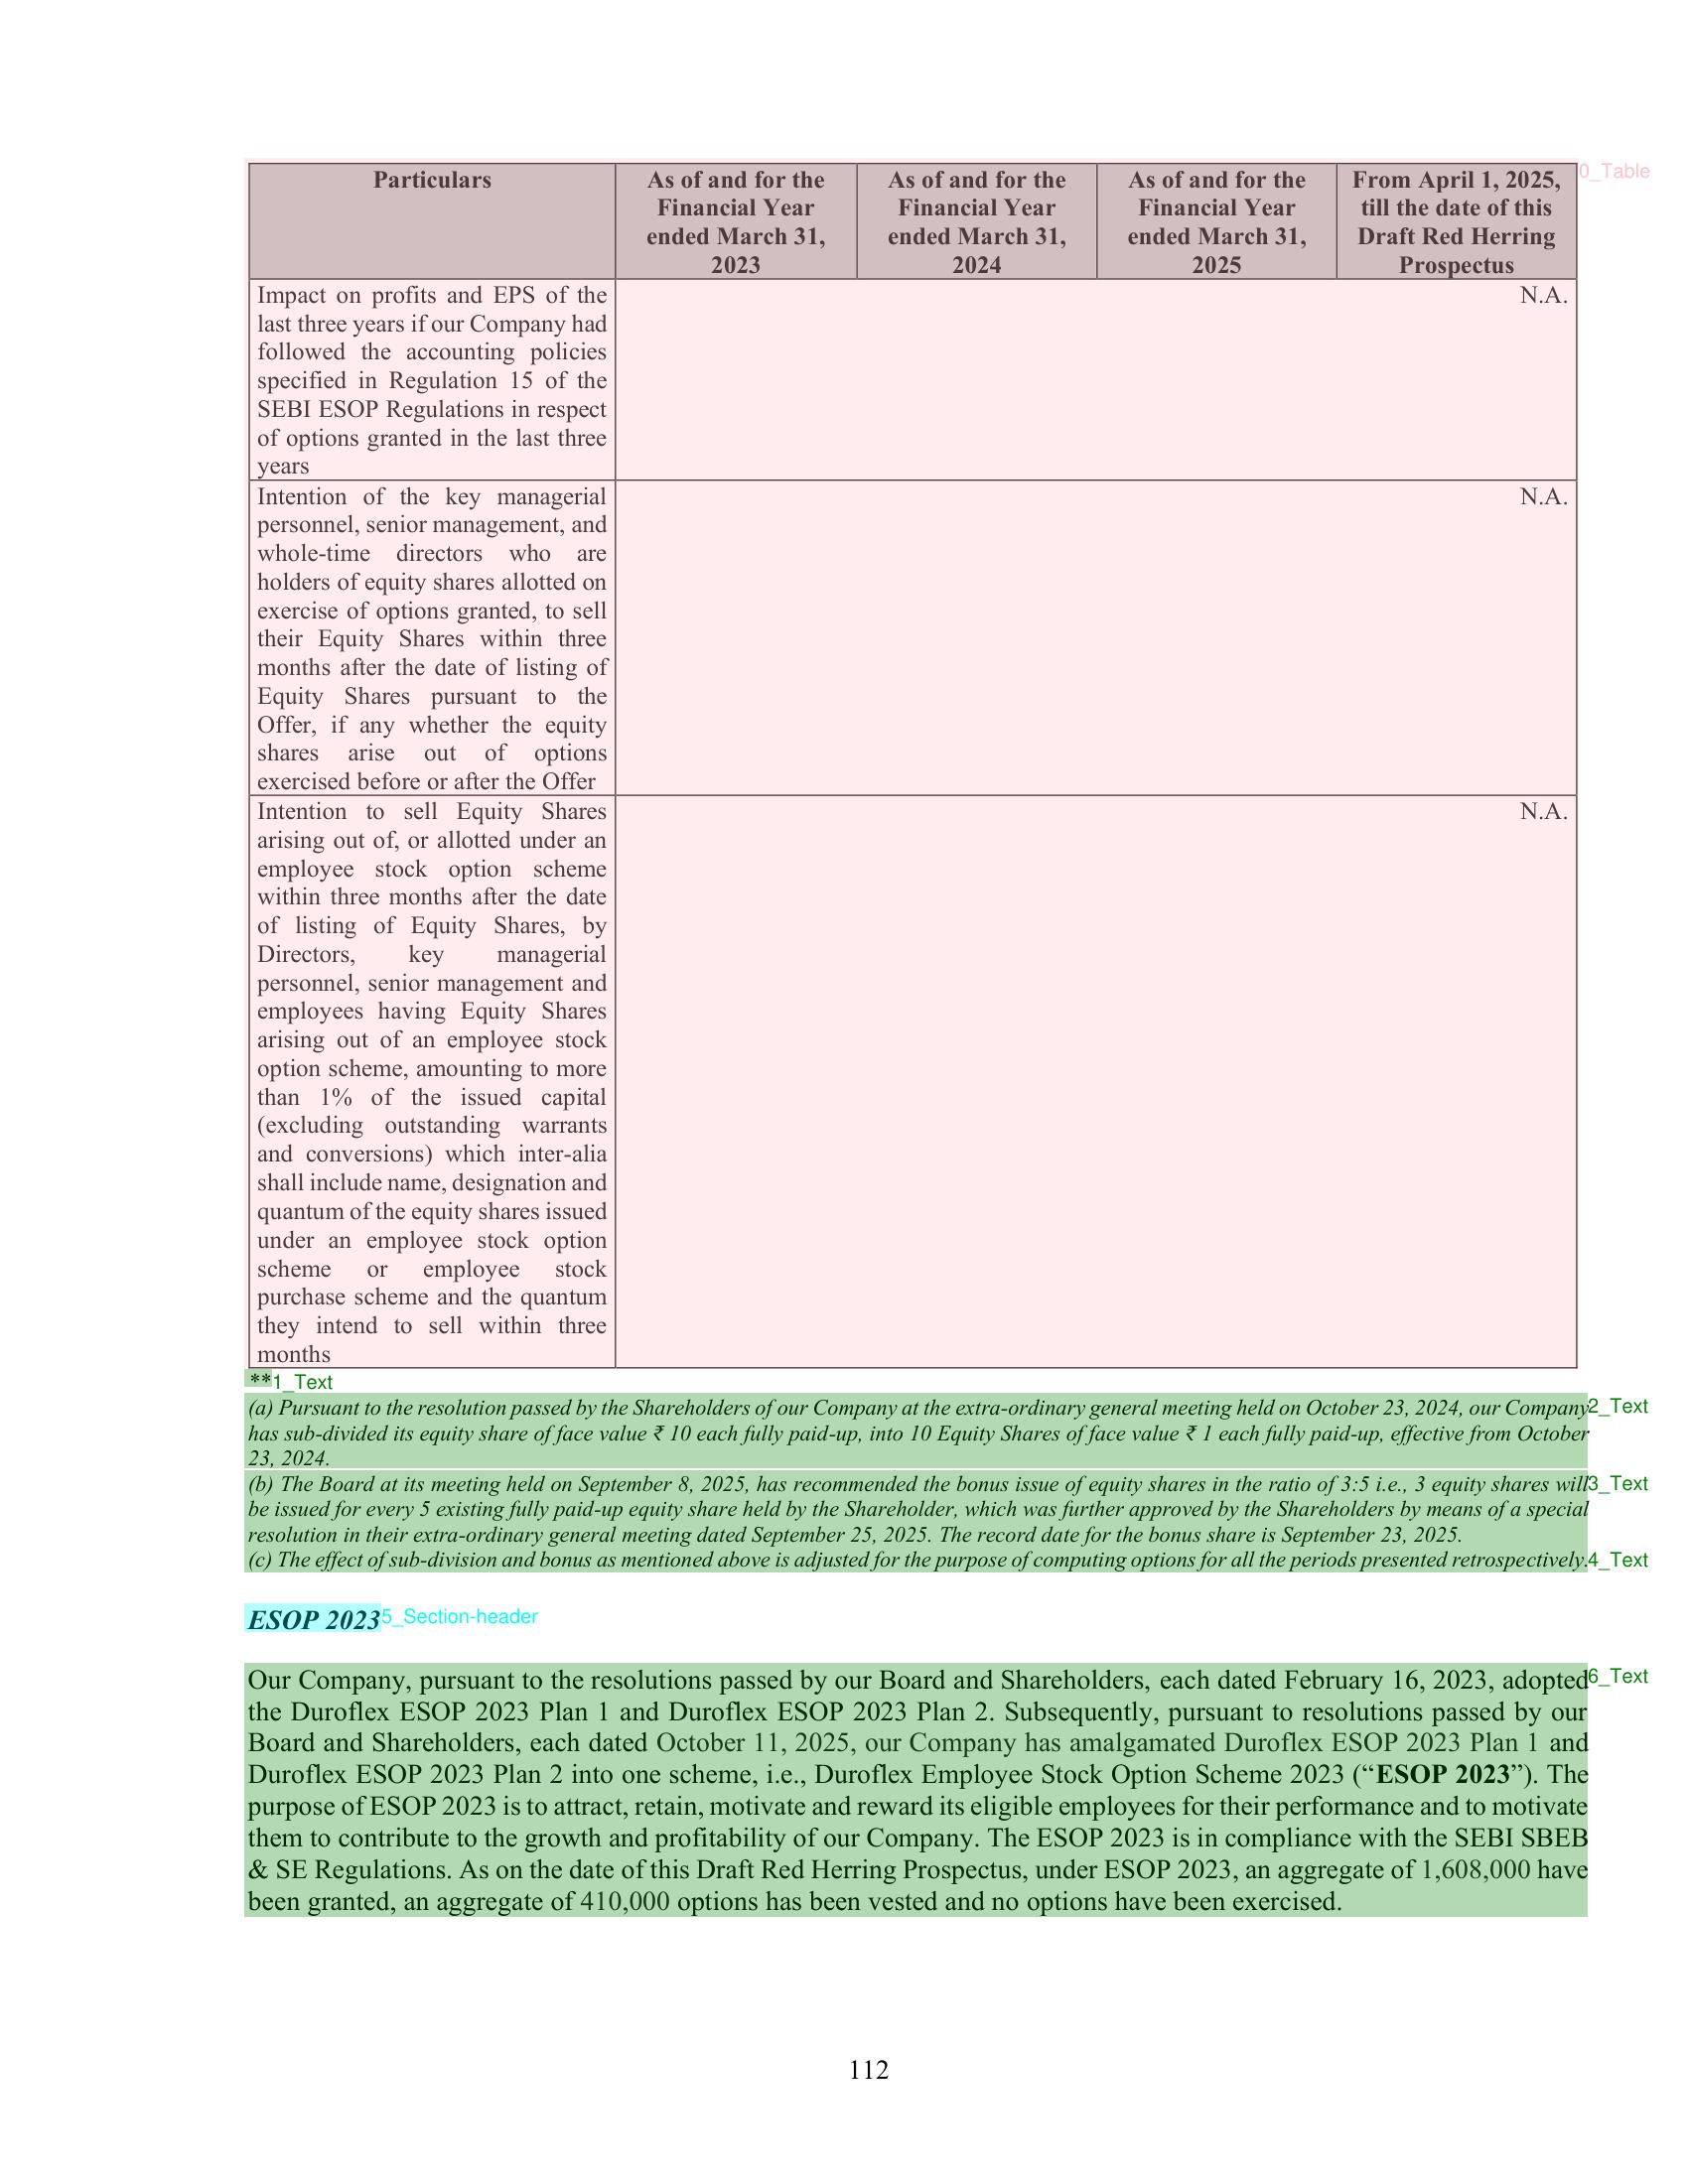 Particulars
As of and for the
Financial Year
ended March 31,
2023
As of and for the
Financial Year
ended March 31,
2024
As of and for the
Financial Year
ended March 31,
2025
From April 1, 2025,
till the date of this
Draft Red Herring
Prospectus
0_Table
Impact on profits and EPS of the
last three years if our Company had
followed the accounting policies
specified in Regulation 15 of the
SEBI ESOP Regulations in respect
of options granted in the last three
years
N.A.
Intention of the key managerial
personnel, senior management, and
whole-time directors who are
holders of equity shares allotted on
exercise of options granted, to sell
their Equity Shares within three
months after the date of listing of
Equity Shares pursuant to the
Offer, if any whether the equity
shares arise out of options
exercised before or after the Offer
N.A.
Intention to sell Equity Shares
arising out of, or allotted under an
employee stock option scheme
within three months after the date
of listing of Equity Shares, by
Directors, key managerial
personnel, senior management and
employees having Equity Shares
arising out of an employee stock
option scheme, amounting to more
than 1% of the issued capital
(excluding outstanding warrants
and conversions) which inter-alia
shall include name, designation and
quantum of the equity shares issued
under an employee stock option
scheme or employee stock
purchase scheme and the quantum
they intend to sell within three
months
N.A.
** 1_Text
(a) Pursuant to the resolution passed by the Shareholders of our Company at the extra-ordinary general meeting held on October 23, 2024, our Company 2_Text
has sub-divided its equity share of face value ₹ 10 each fully paid-up, into 10 Equity Shares of face value ₹ 1 each fully paid-up, effective from October
23, 2024.
(b) The Board at its meeting held on September 8, 2025, has recommended the bonus issue of equity shares in the ratio of 3:5 i.e., 3 equity shares will 3_Text
be issued for every 5 existing fully paid-up equity share held by the Shareholder, which was further approved by the Shareholders by means of a special
resolution in their extra-ordinary general meeting dated September 25, 2025. The record date for the bonus share is September 23, 2025.
(c) The effect of sub-division and bonus as mentioned above is adjusted for the purpose of computing options for all the periods presented retrospectively. 4_Text
ESOP 2023 5_Section-header
Our Company, pursuant to the resolutions passed by our Board and Shareholders, each dated February 16, 2023, adopted 6_Text
the Duroflex ESOP 2023 Plan 1 and Duroflex ESOP 2023 Plan 2. Subsequently, pursuant to resolutions passed by our
Board and Shareholders, each dated October 11, 2025, our Company has amalgamated Duroflex ESOP 2023 Plan 1 and
Duroflex ESOP 2023 Plan 2 into one scheme, i.e., Duroflex Employee Stock Option Scheme 2023 (“ESOP 2023”). The
purpose of ESOP 2023 is to attract, retain, motivate and reward its eligible employees for their performance and to motivate
them to contribute to the growth and profitability of our Company. The ESOP 2023 is in compliance with the SEBI SBEB
& SE Regulations. As on the date of this Draft Red Herring Prospectus, under ESOP 2023, an aggregate of 1,608,000 have
been granted, an aggregate of 410,000 options has been vested and no options have been exercised.
112